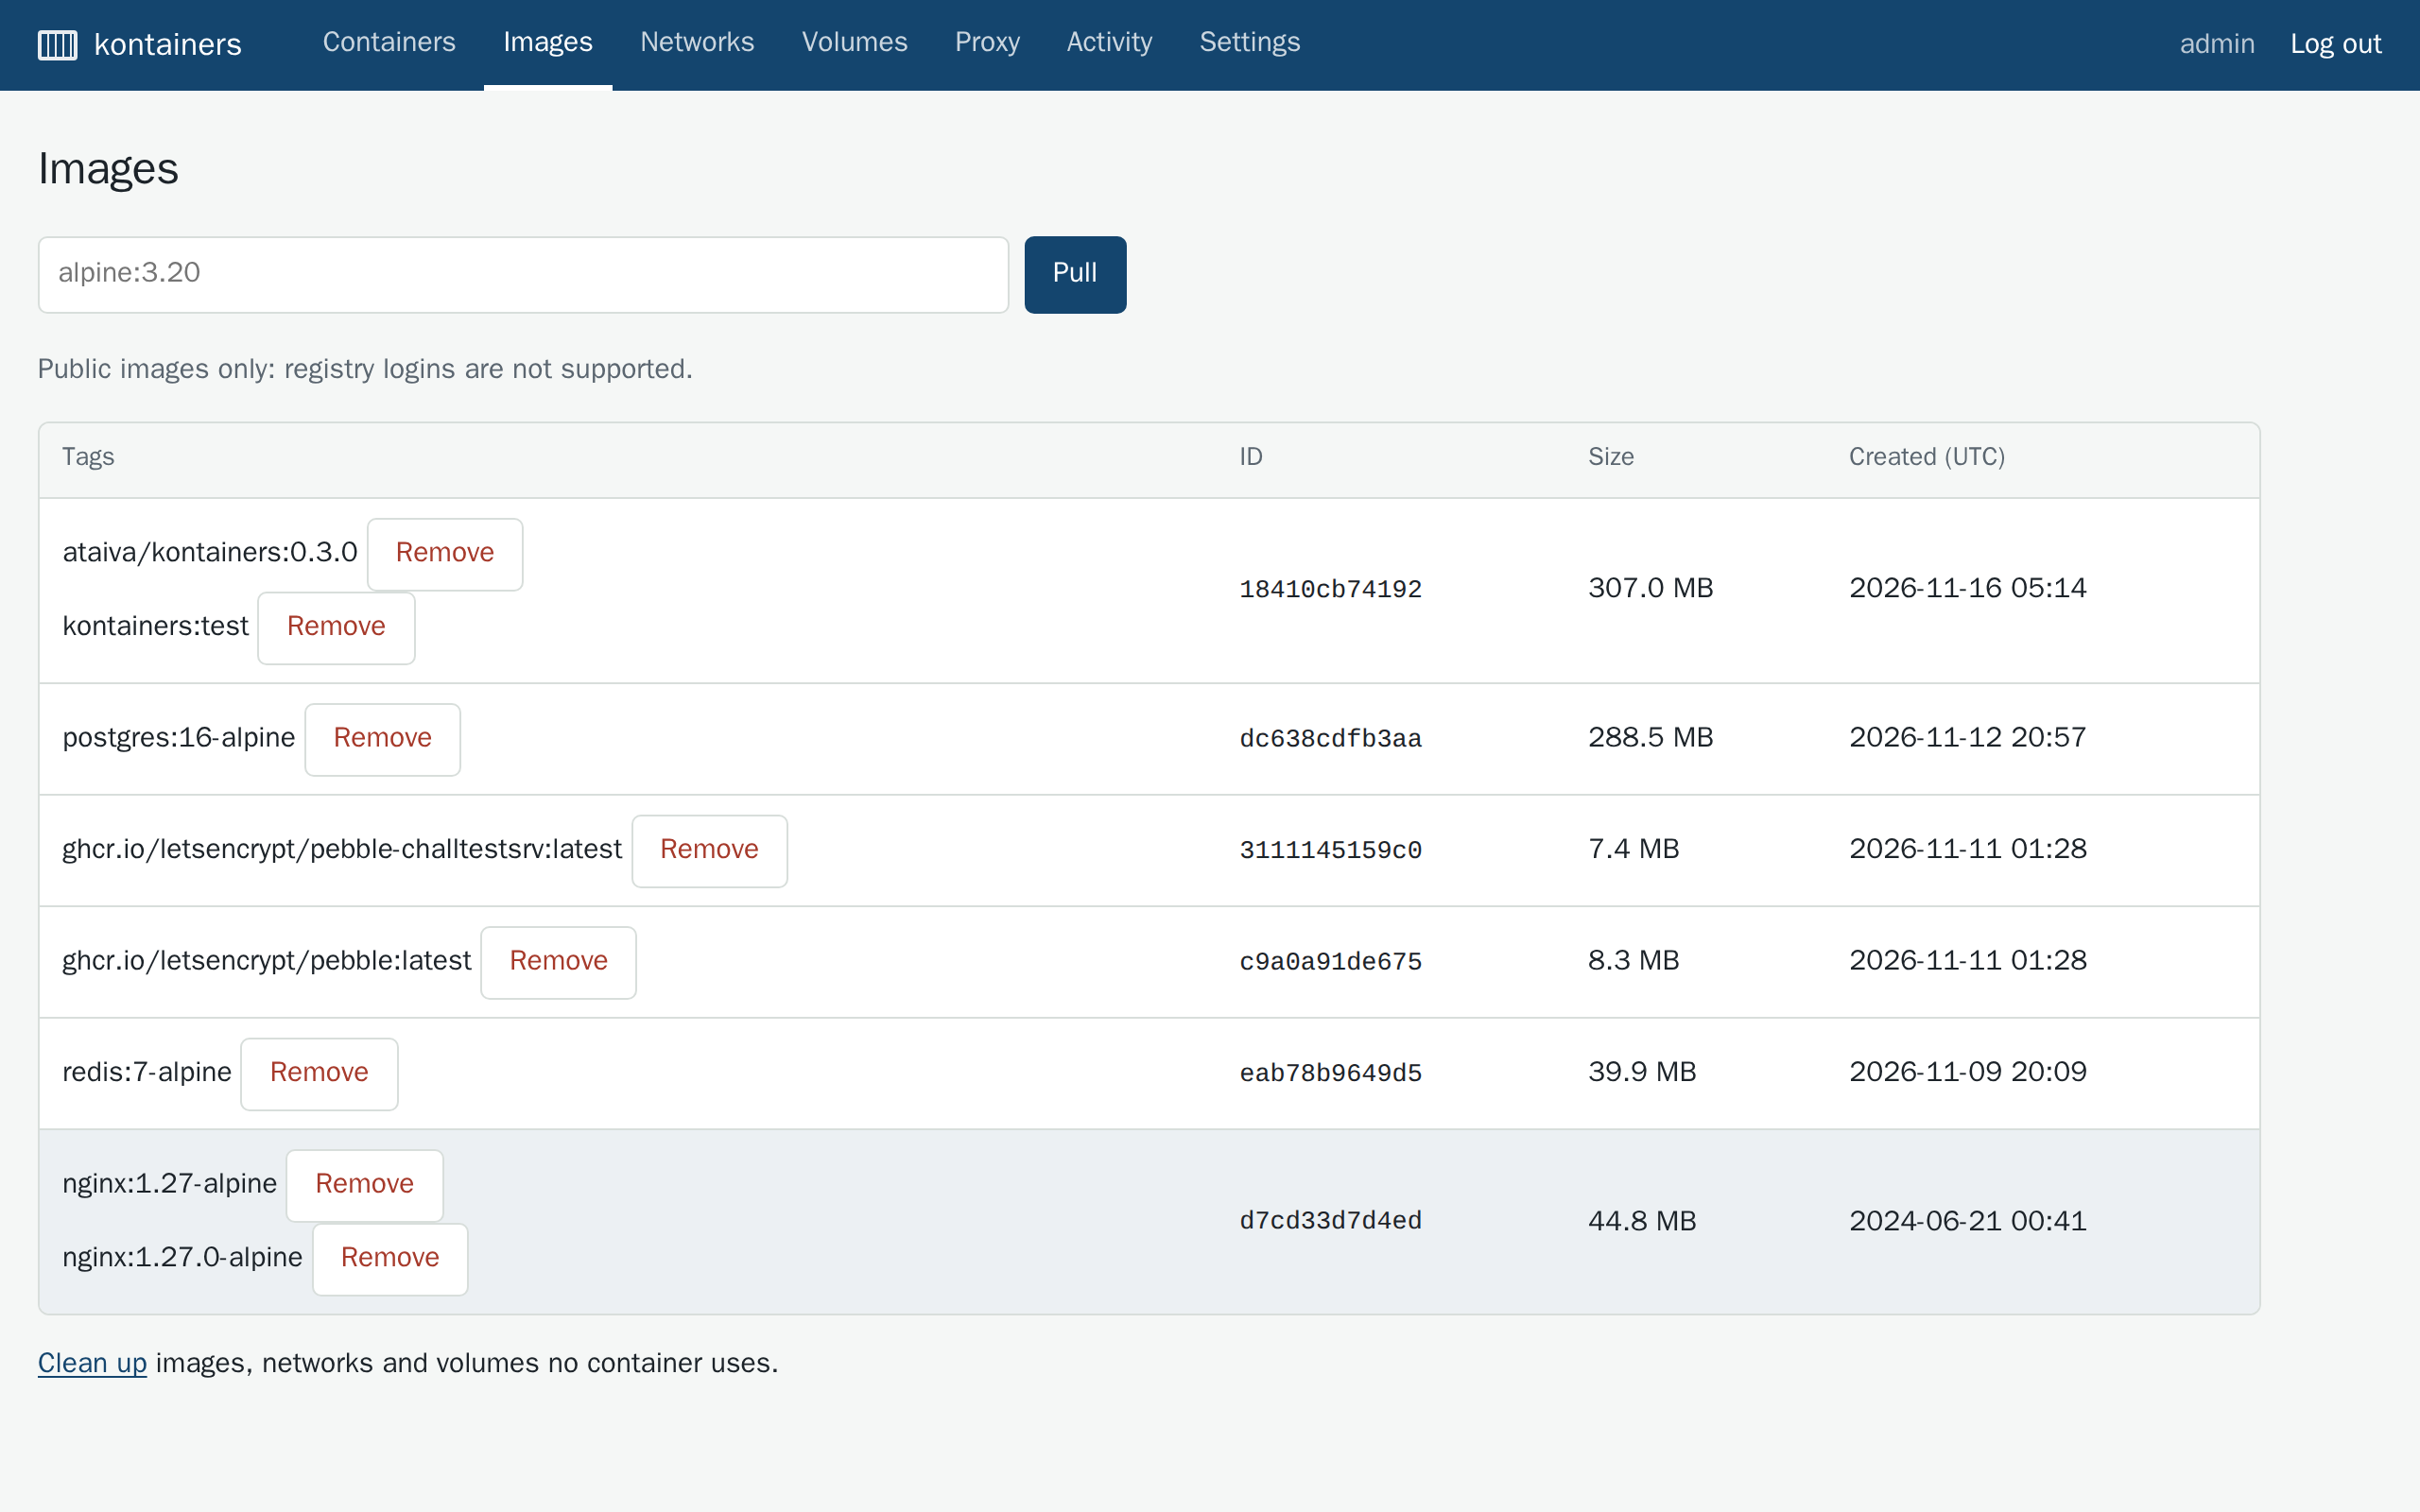 kontainers Containers Images Networks Volumes Proxy Activity Settings admin Log out
Images
alpine:3.20 Pull
Public images only: registry logins are not supported.
Tags ID Size Created (UTC)
ataiva/kontainers:0.3.0 Remove
kontainers:test Remove
18410cb74192 307.0 MB 2026-11-16 05:14
postgres:16-alpine Remove dc638cdfb3aa 288.5 MB 2026-11-12 20:57
ghcr.io/letsencrypt/pebble-challtestsrv:latest Remove 3111145159c0 7.4 MB 2026-11-11 01:28
ghcr.io/letsencrypt/pebble:latest Remove c9a0a91de675 8.3 MB 2026-11-11 01:28
redis:7-alpine Remove eab78b9649d5 39.9 MB 2026-11-09 20:09
nginx:1.27-alpine Remove
nginx:1.27.0-alpine Remove
d7cd33d7d4ed 44.8 MB 2024-06-21 00:41
Clean up images, networks and volumes no container uses.